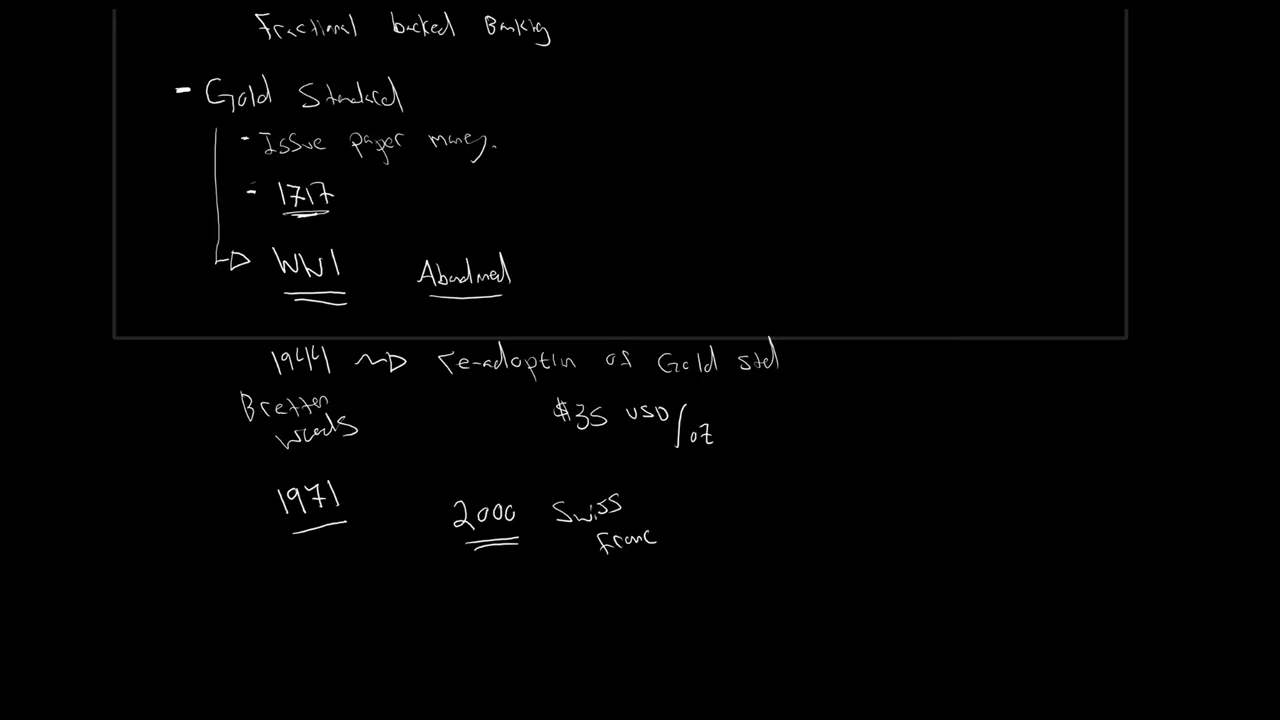 Fractional backed Banking
- Gold Standard
- Issue paper money.
- 1717
WW1 Abandoned
1944 re-adoption of Gold std
Bretton
Woods
$35 USD/oz
1971 2000 Swiss
Franc